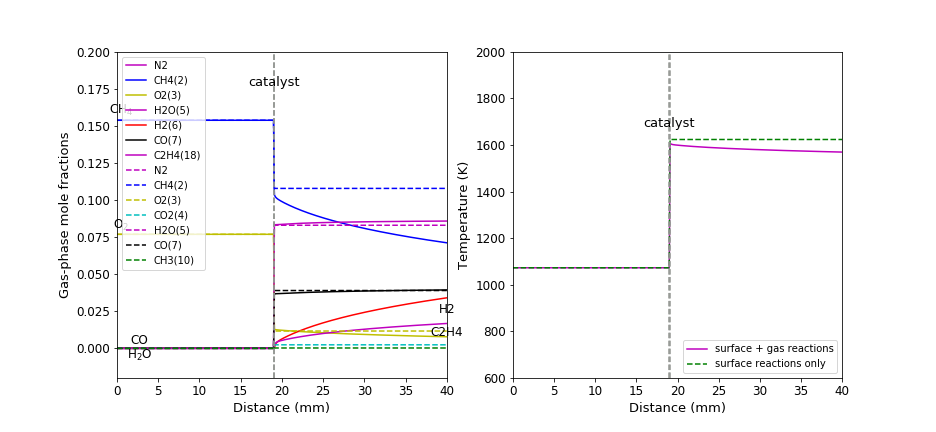 0.200
0.175
0.150
0.125
0.100
0.075
0.050
0.025
0.000
Gas-phase mole fractions
N2
CH4(2)
O2(3)
H2O(5)
H2(6)
CO(7)
C2H4(18)
N2
CH4(2)
O2(3)
CO2(4)
H2O(5)
CO(7)
CH3(10)
catalyst
CO
H₂O
H2
C2H4
0 5 10 15 20 25 30 35 40
Distance (mm)
2000
1800
1600
1400
1200
1000
800
600
Temperature (K)
catalyst
surface + gas reactions
surface reactions only
0 5 10 15 20 25 30 35 40
Distance (mm)